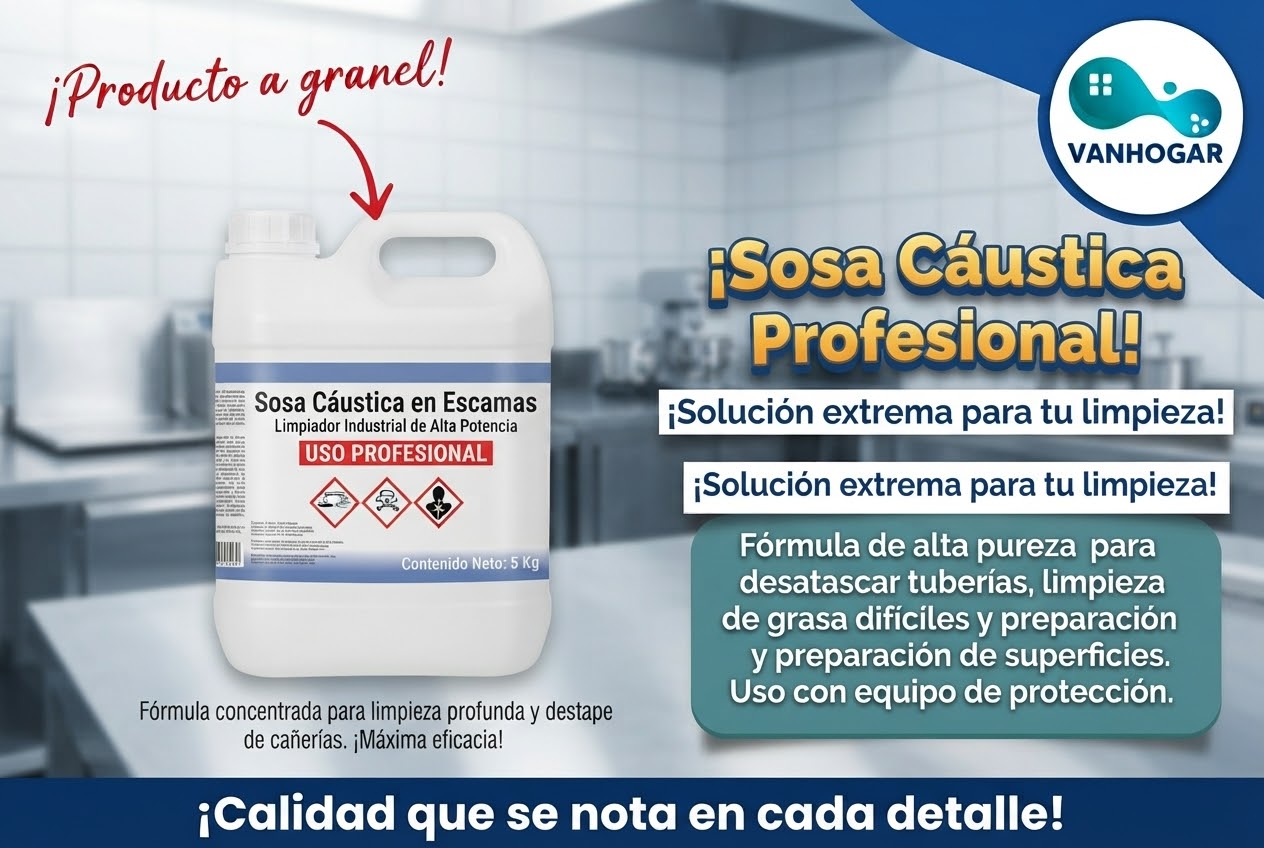 ¡Producto a granel!
VANHOGAR
¡Sosa Cáustica
Profesional!
¡Solución extrema para tu limpieza!
¡Solución extrema para tu limpieza!
Fórmula de alta pureza para
desatascar tuberías, limpieza
de grasa difíciles y preparación
y preparación de superficies.
Uso con equipo de protección.
Sosa Cáustica en Escamas
Limpiador Industrial de Alta Potencia
USO PROFESIONAL
Contenido Neto: 5 Kg
Fórmula concentrada para limpieza profunda y destape
de cañerías. ¡Máxima eficacia!
¡Calidad que se nota en cada detalle!